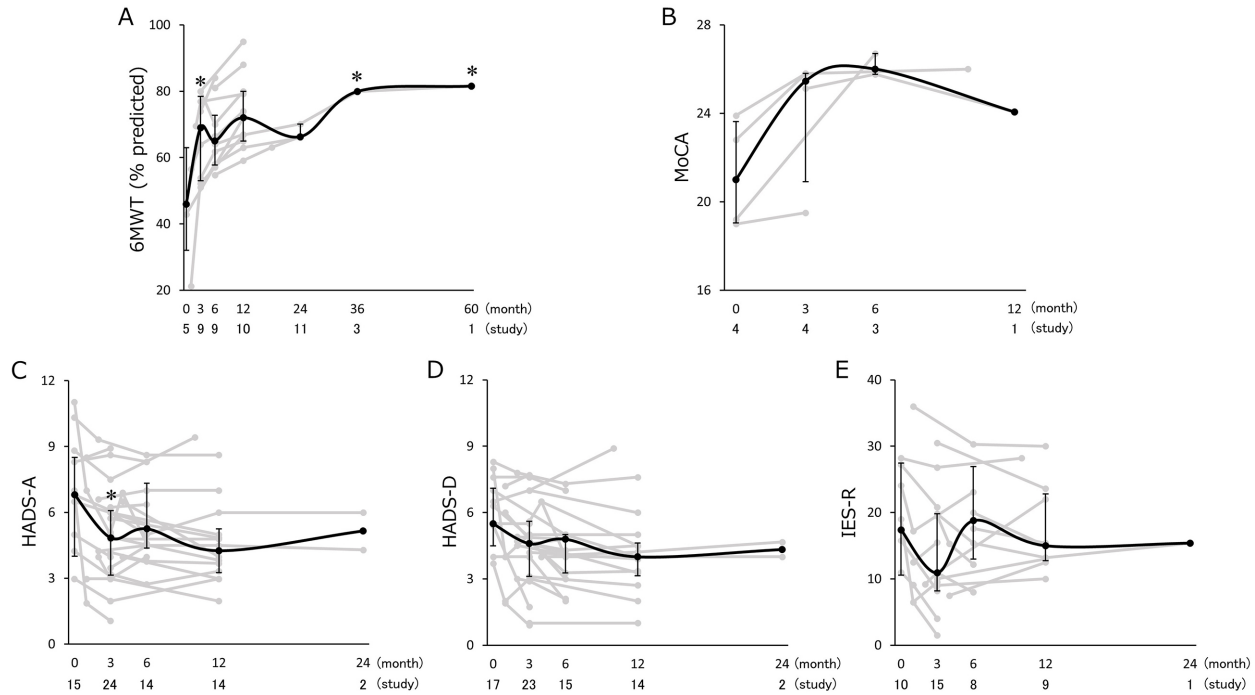 A
6MWT (% predicted)
100
80
60
40
20
*
*
*
0 3 6 12 24 36 60 (month)
5 9 9 10 11 3 1 (study)
B
MoCA
28
24
20
16
0 3 6 12 (month)
4 4 3 1 (study)
C
HADS-A
12
9
6
3
0
*
0 3 6 12 24 (month)
15 24 14 14 2 (study)
D
HADS-D
12
9
6
3
0
0 3 6 12 24 (month)
17 23 15 14 2 (study)
E
IES-R
40
30
20
10
0
0 3 6 12 24 (month)
10 15 8 9 1 (study)